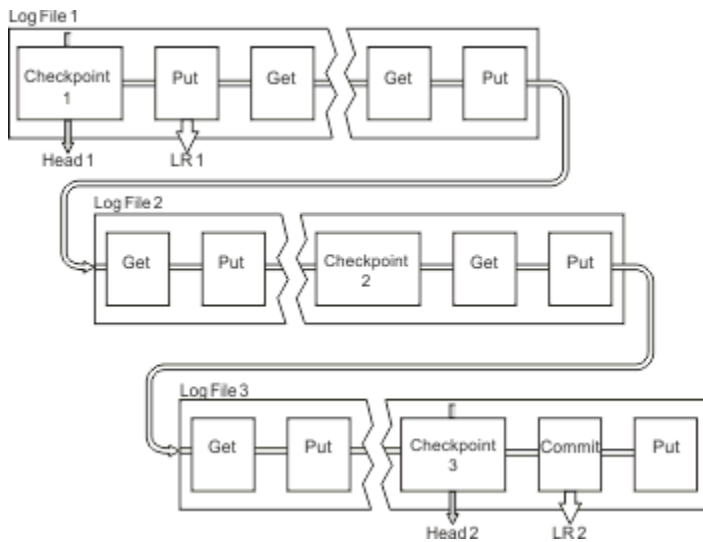 Log File 1
Checkpoint
1
Put
Get
Get
Put
Head 1
LR 1
Log File 2
Get
Put
Checkpoint
2
Get
Put
Log File 3
Get
Put
Checkpoint
3
Commit
Put
Head 2
LR 2